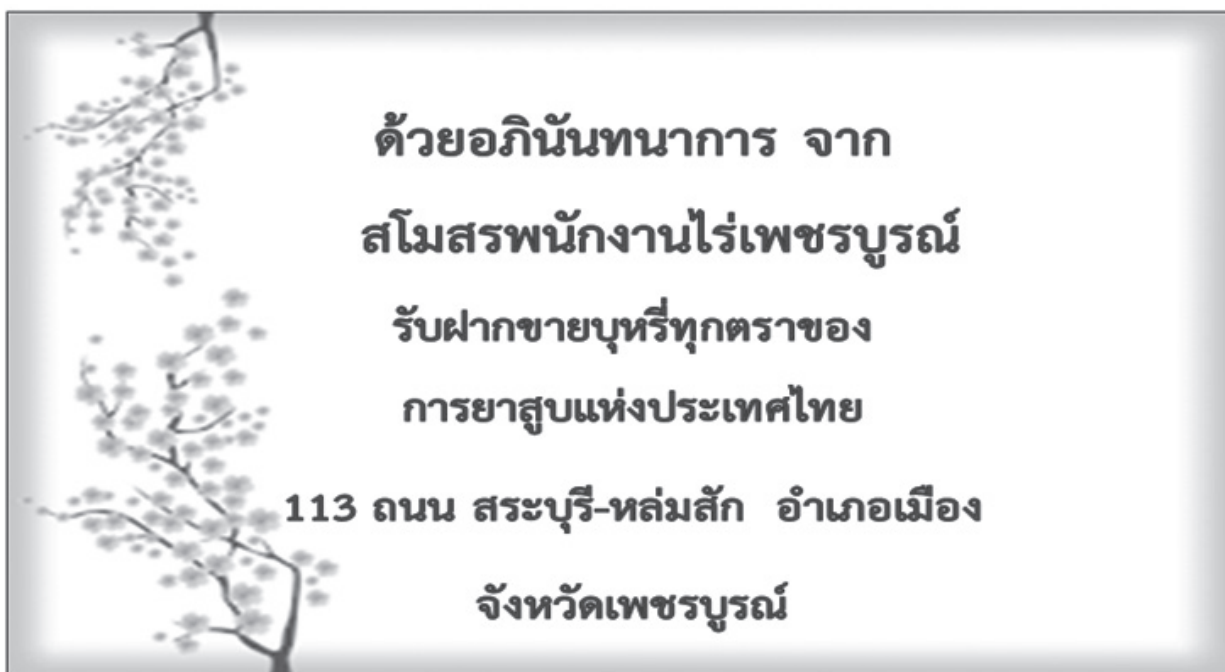 ด้วยอภินันทนาการ จาก
สโมสรพนักงานไร่เพชรบูรณ์
รับฝากขายบุหรี่ทุกตราของ
การยาสูบแห่งประเทศไทย
113 ถนน สระบุรี-หล่มสัก อำเภอเมือง
จังหวัดเพชรบูรณ์